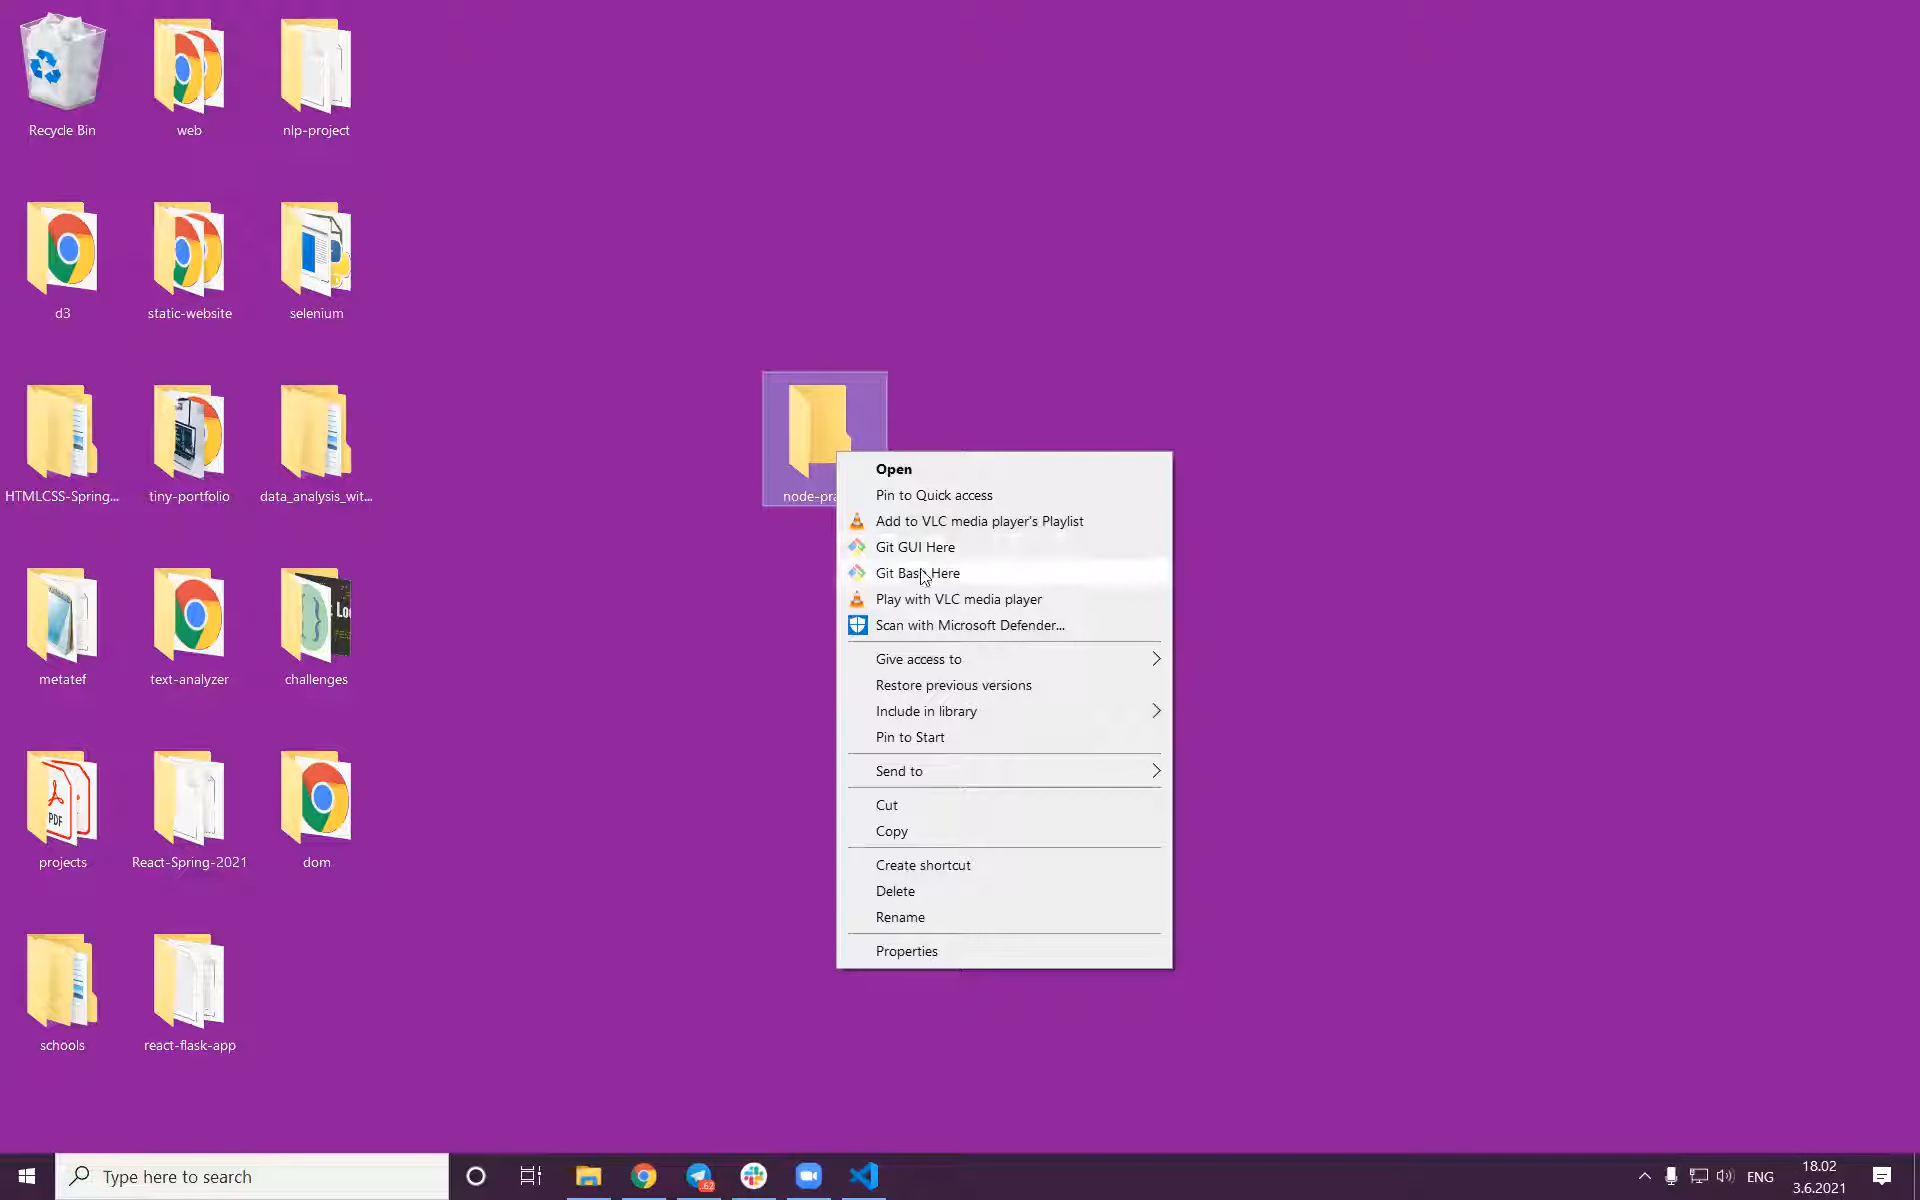 Recycle Bin
web
nlp-project
d3
static-website
selenium
HTMLCSS-Spring...
tiny-portfolio
data_analysis_wit...
metatef
text-analyzer
challenges
projects
React-Spring-2021
dom
schools
react-flask-app
PDF
Open
Pin to Quick access
Add to VLC media player's Playlist
Git GUI Here
Git Bash Here
Play with VLC media player
Scan with Microsoft Defender...
Give access to
Restore previous versions
Include in library
Pin to Start
Send to
Cut
Copy
Create shortcut
Delete
Rename
Properties
Type here to search
62
ENG
18.02
3.6.2021